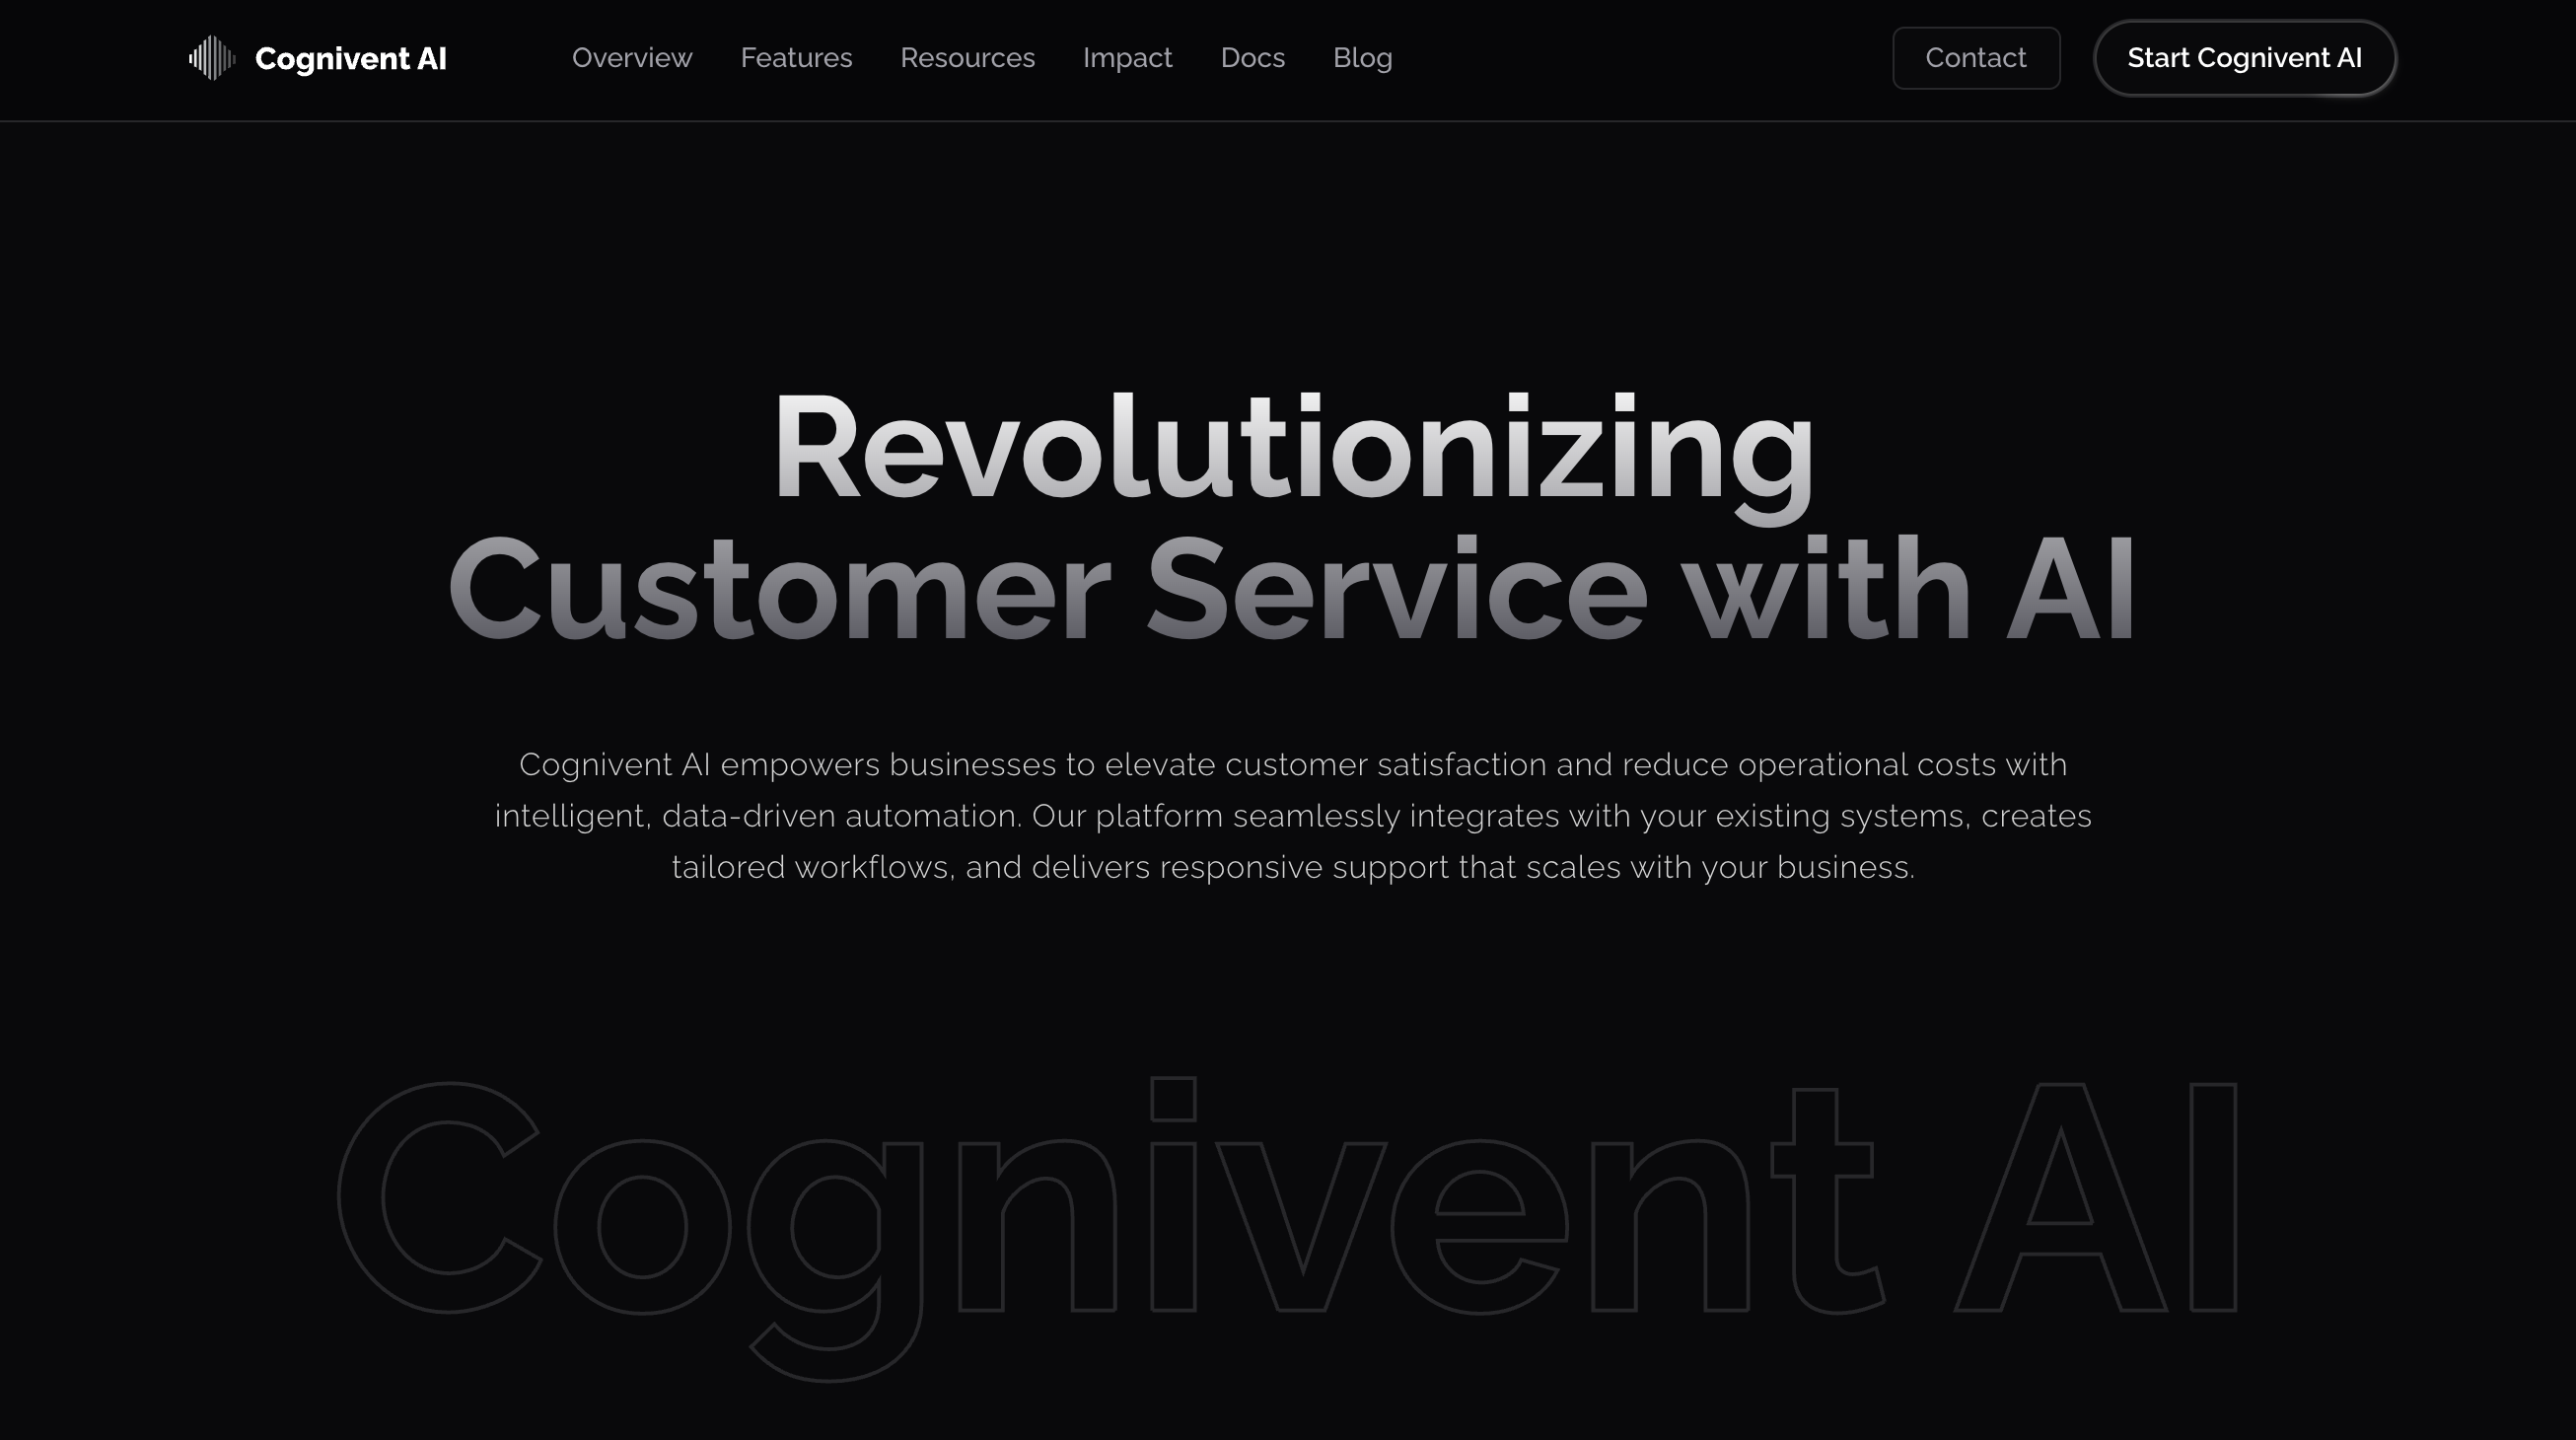 Cognivent AI
Overview
Features
Resources
Impact
Docs
Blog
Contact
Start Cognivent AI
Revolutionizing
Customer Service with AI
Cognivent AI empowers businesses to elevate customer satisfaction and reduce operational costs with
intelligent, data-driven automation. Our platform seamlessly integrates with your existing systems, creates
tailored workflows, and delivers responsive support that scales with your business.
Cognivent AI